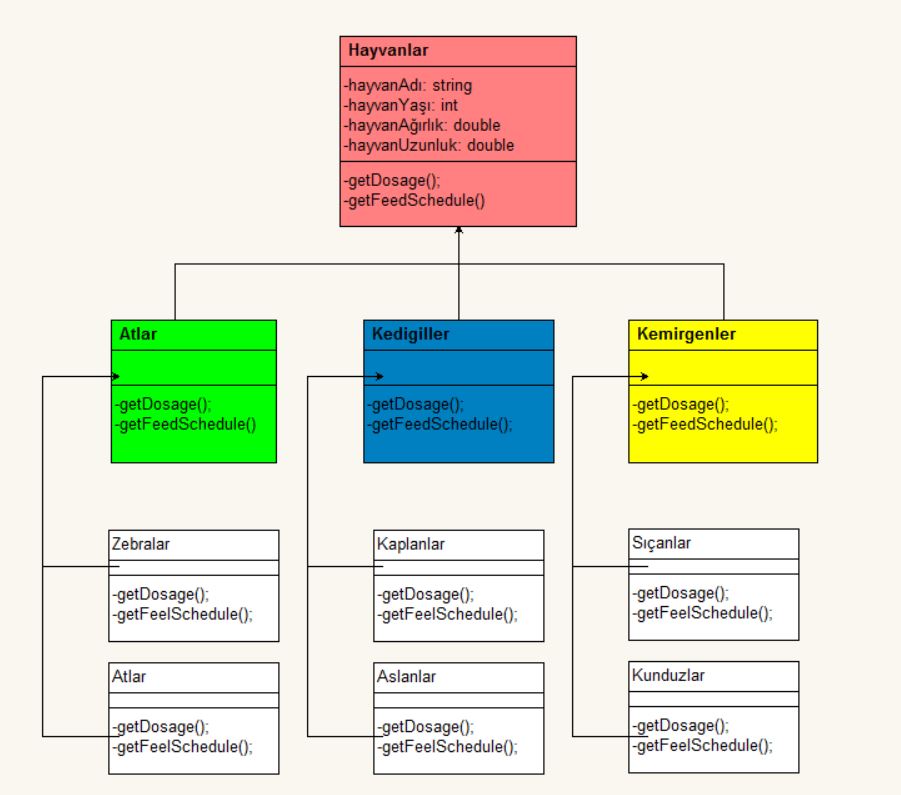 Hayvanlar
-hayvanAdı: string
-hayvanYaşı: int
-hayvanAğırlık: double
-hayvanUzunluk: double
-getDosage();
-getFeedSchedule()
Atlar
-getDosage();
-getFeedSchedule()
Kedigiller
-getDosage();
-getFeedSchedule();
Kemirgenler
-getDosage();
-getFeedSchedule();
Zebralar
-getDosage();
-getFeelSchedule();
Kaplanlar
-getDosage();
-getFeelSchedule();
Sıçanlar
-getDosage();
-getFeelSchedule();
Atlar
-getDosage();
-getFeelSchedule();
Aslanlar
-getDosage();
-getFeelSchedule();
Kunduzlar
-getDosage();
-getFeelSchedule();